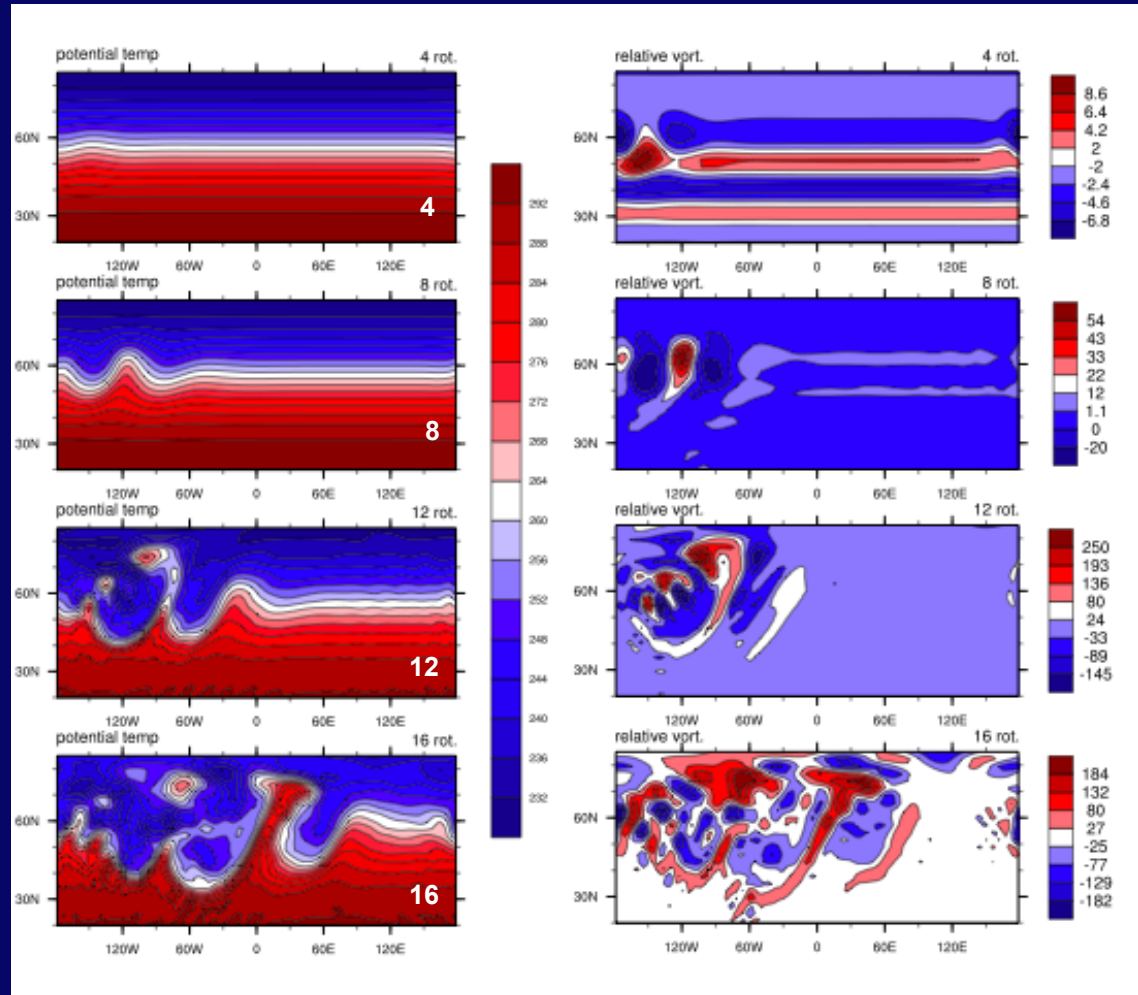 potential temp 4 rot.
60N
30N
4
120W 60W 0 60E 120E
potential temp 8 rot.
60N
30N
8
120W 60W 0 60E 120E
potential temp 12 rot.
60N
30N
12
120W 60W 0 60E 120E
potential temp 16 rot.
60N
30N
16
120W 60W 0 60E 120E
292
288
284
280
276
272
268
264
260
256
252
248
244
240
236
232
relative vort. 4 rot.
60N
30N
120W 60W 0 60E 120E
8.6
6.4
4.2
2
-2
-2.4
-4.6
-6.8
relative vort. 8 rot.
60N
30N
120W 60W 0 60E 120E
54
43
33
22
12
1.1
0
-20
relative vort. 12 rot.
60N
30N
120W 60W 0 60E 120E
250
193
136
80
24
-33
-89
-145
relative vort. 16 rot.
60N
30N
120W 60W 0 60E 120E
184
132
80
27
-25
-77
-129
-182